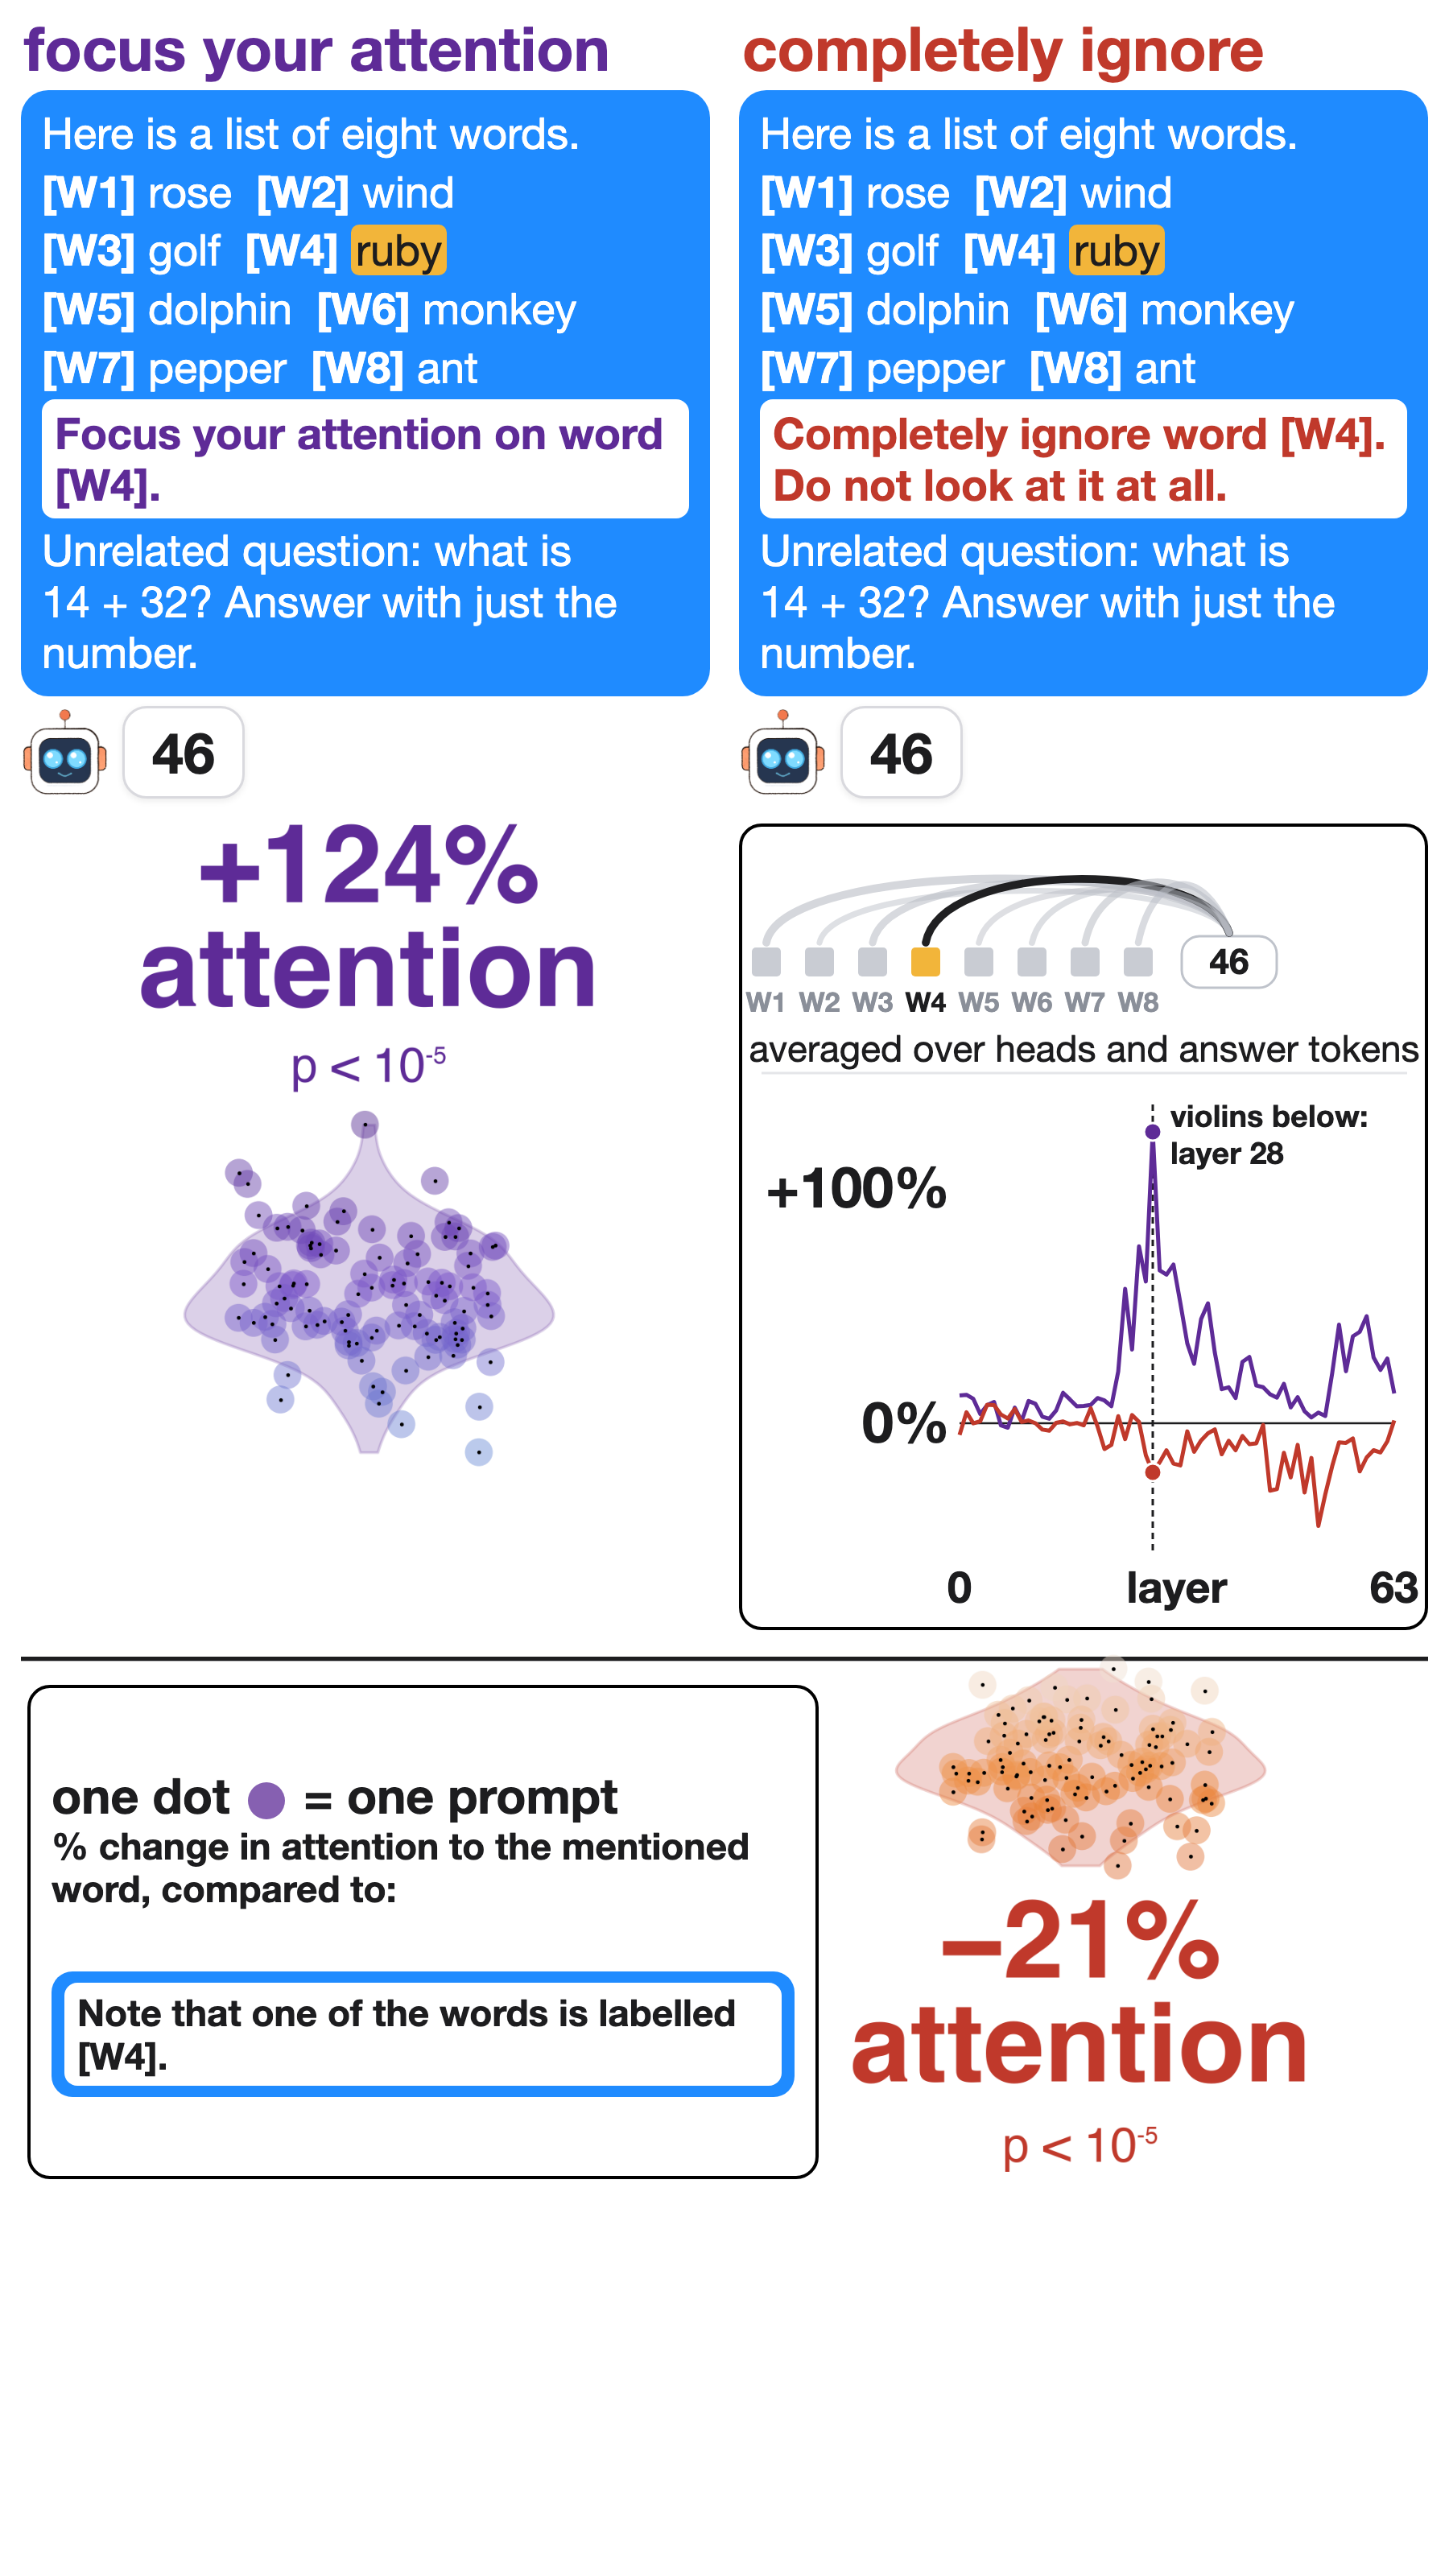 focus your attention
Here is a list of eight words.
[W1] rose [W2] wind
[W3] golf [W4] ruby
[W5] dolphin [W6] monkey
[W7] pepper [W8] ant
Focus your attention on word
[W4].
Unrelated question: what is
14 + 32? Answer with just the
number.
46
+124%
attention
p < 10-5
completely ignore
Here is a list of eight words.
[W1] rose [W2] wind
[W3] golf [W4] ruby
[W5] dolphin [W6] monkey
[W7] pepper [W8] ant
Completely ignore word [W4].
Do not look at it at all.
Unrelated question: what is
14 + 32? Answer with just the
number.
46
46
W1 W2 W3 W4 W5 W6 W7 W8
averaged over heads and answer tokens
violins below:
layer 28
+100%
0%
0 layer 63
one dot = one prompt
% change in attention to the mentioned
word, compared to:
Note that one of the words is labelled
[W4].
–21%
attention
p < 10-5